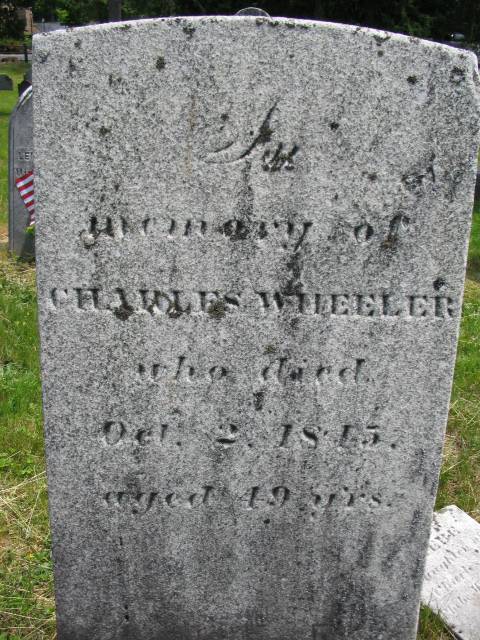 In
memory of
CHARLES WHEELER
who died
Oct. 2, 1845.
aged 49 yrs.